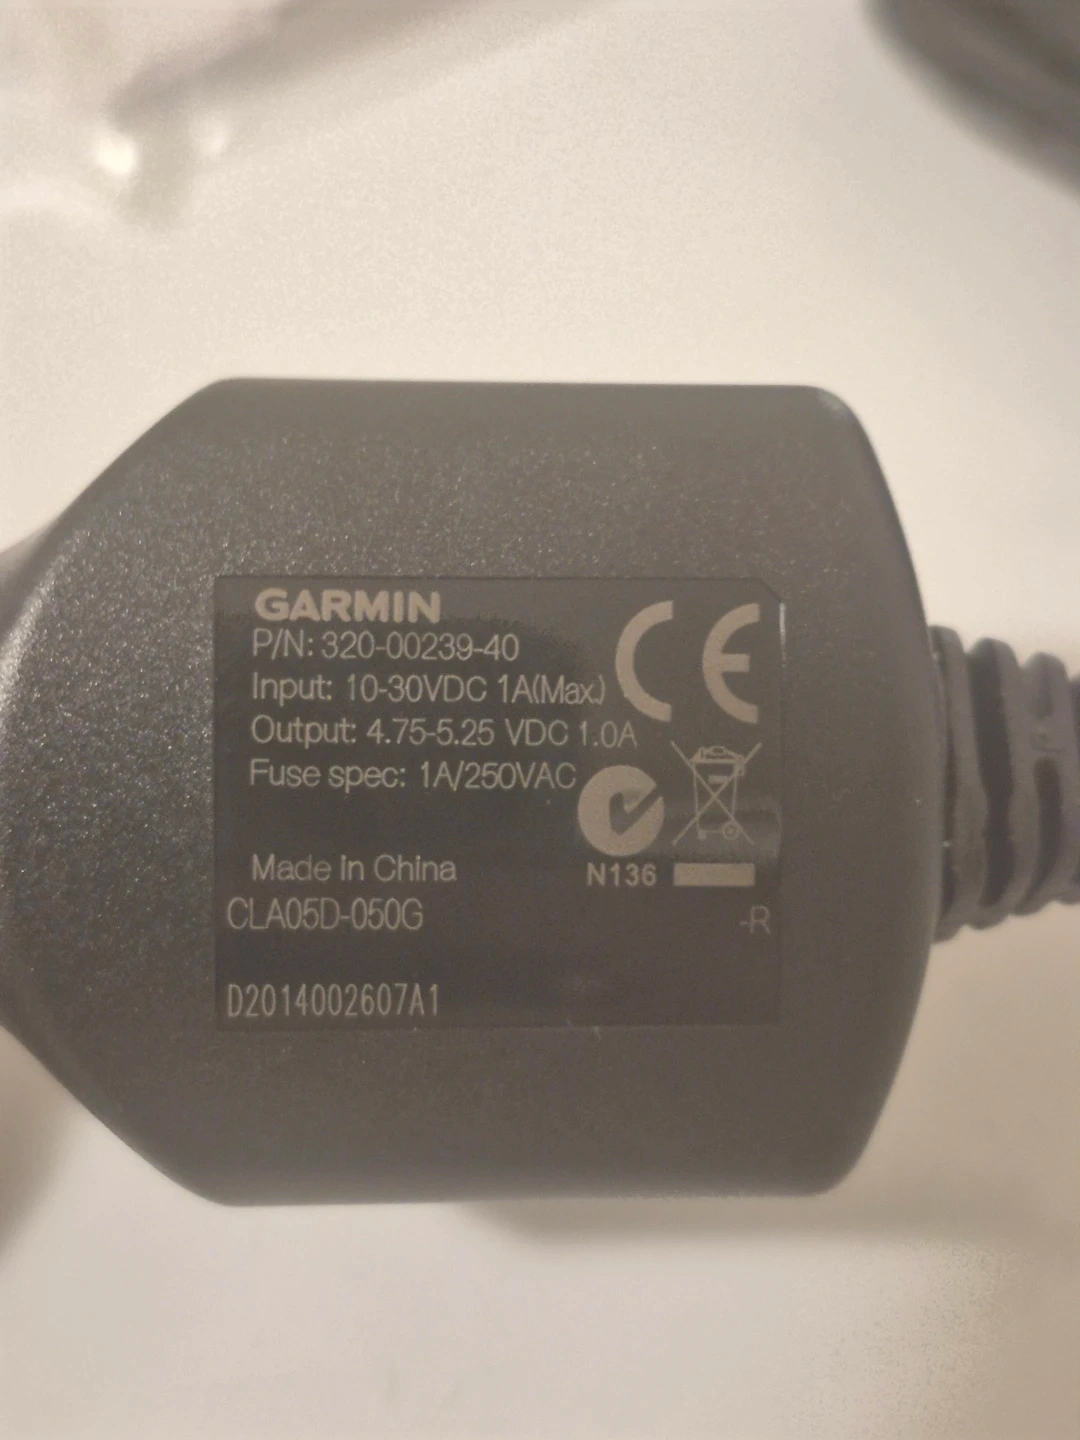 GARMIN
P/N: 320-00239-40
Input: 10-30VDC 1A(Max.)
Output: 4.75-5.25 VDC 1.0A
Fuse spec: 1A/250VAC
CE
N136
Made in China
CLA05D-050G
-R
D2014002607A1